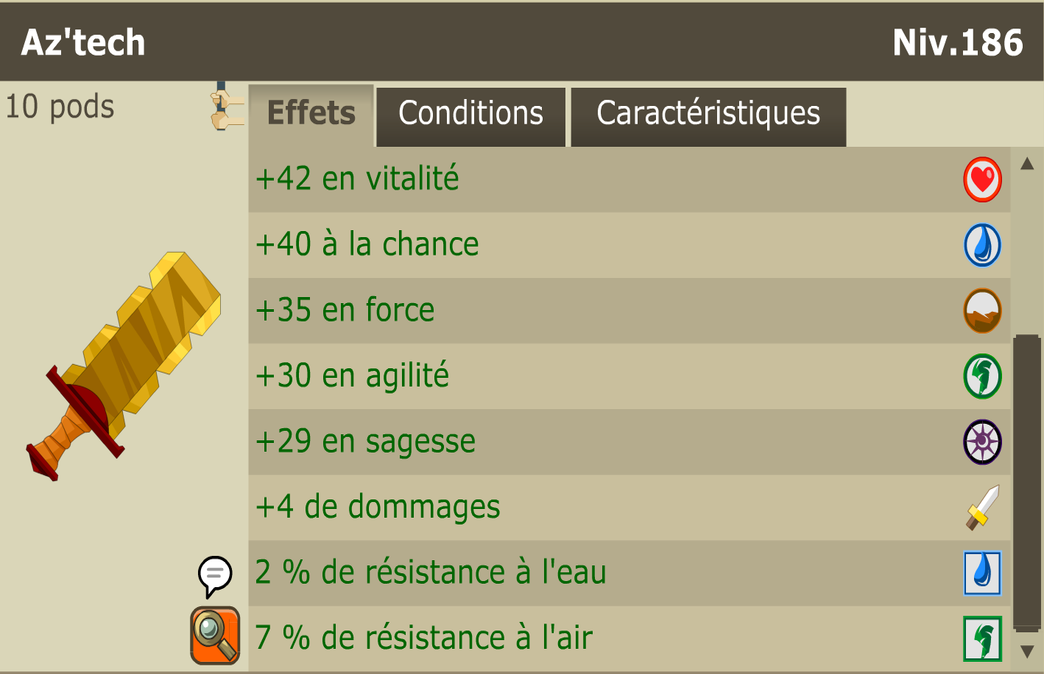 Az'tech
Niv.186
10 pods
Effets
Conditions
Caractéristiques
+42 en vitalité
+40 à la chance
+35 en force
+30 en agilité
+29 en sagesse
+4 de dommages
2 % de résistance à l'eau
7 % de résistance à l'air